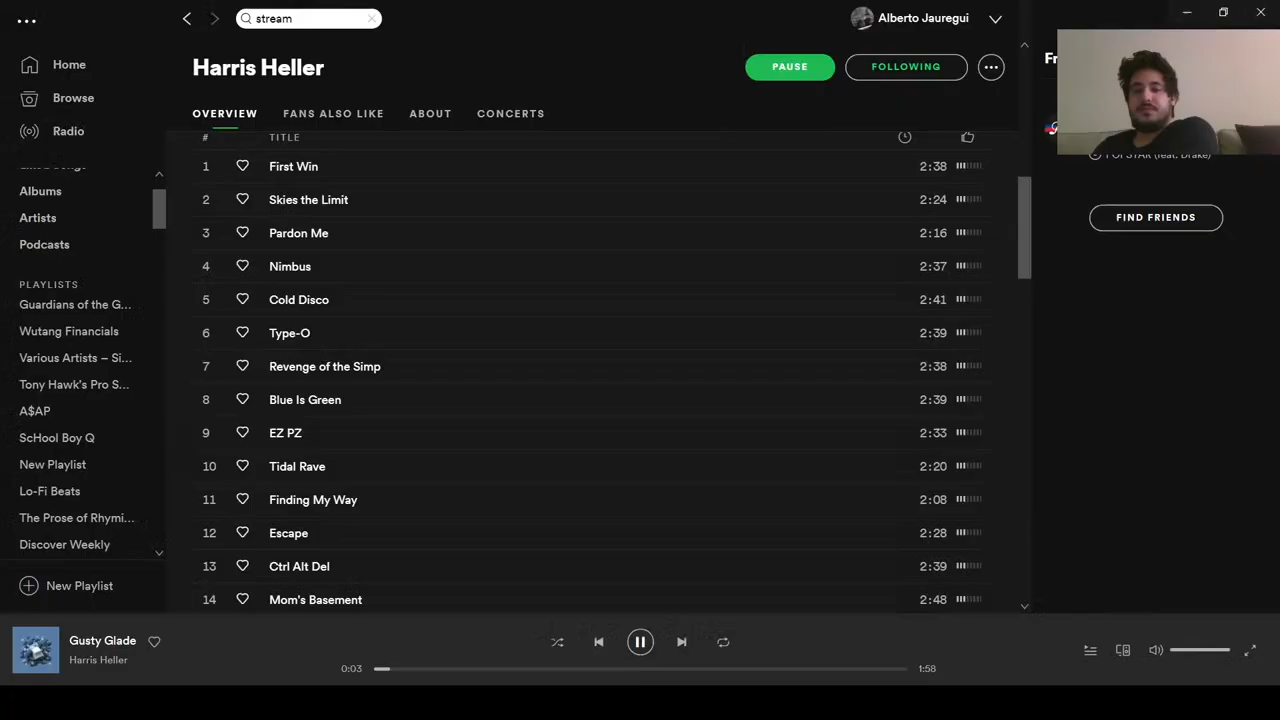 stream
Alberto Jauregui
Home
Browse
Radio
Albums
Artists
Podcasts
PLAYLISTS
Guardians of the G...
Wutang Financials
Various Artists – Si...
Tony Hawk's Pro S...
A$AP
ScHool Boy Q
New Playlist
Lo-Fi Beats
The Prose of Rhymi...
Discover Weekly
New Playlist
Harris Heller
PAUSE
FOLLOWING
OVERVIEW FANS ALSO LIKE ABOUT CONCERTS
# TITLE
1 First Win 2:38
2 Skies the Limit 2:24
3 Pardon Me 2:16
4 Nimbus 2:37
5 Cold Disco 2:41
6 Type-O 2:39
7 Revenge of the Simp 2:38
8 Blue Is Green 2:39
9 EZ PZ 2:33
10 Tidal Rave 2:20
11 Finding My Way 2:08
12 Escape 2:28
13 Ctrl Alt Del 2:39
14 Mom's Basement 2:48
Fr
(feat. Drake)
FIND FRIENDS
Gusty Glade
Harris Heller
0:03 1:58